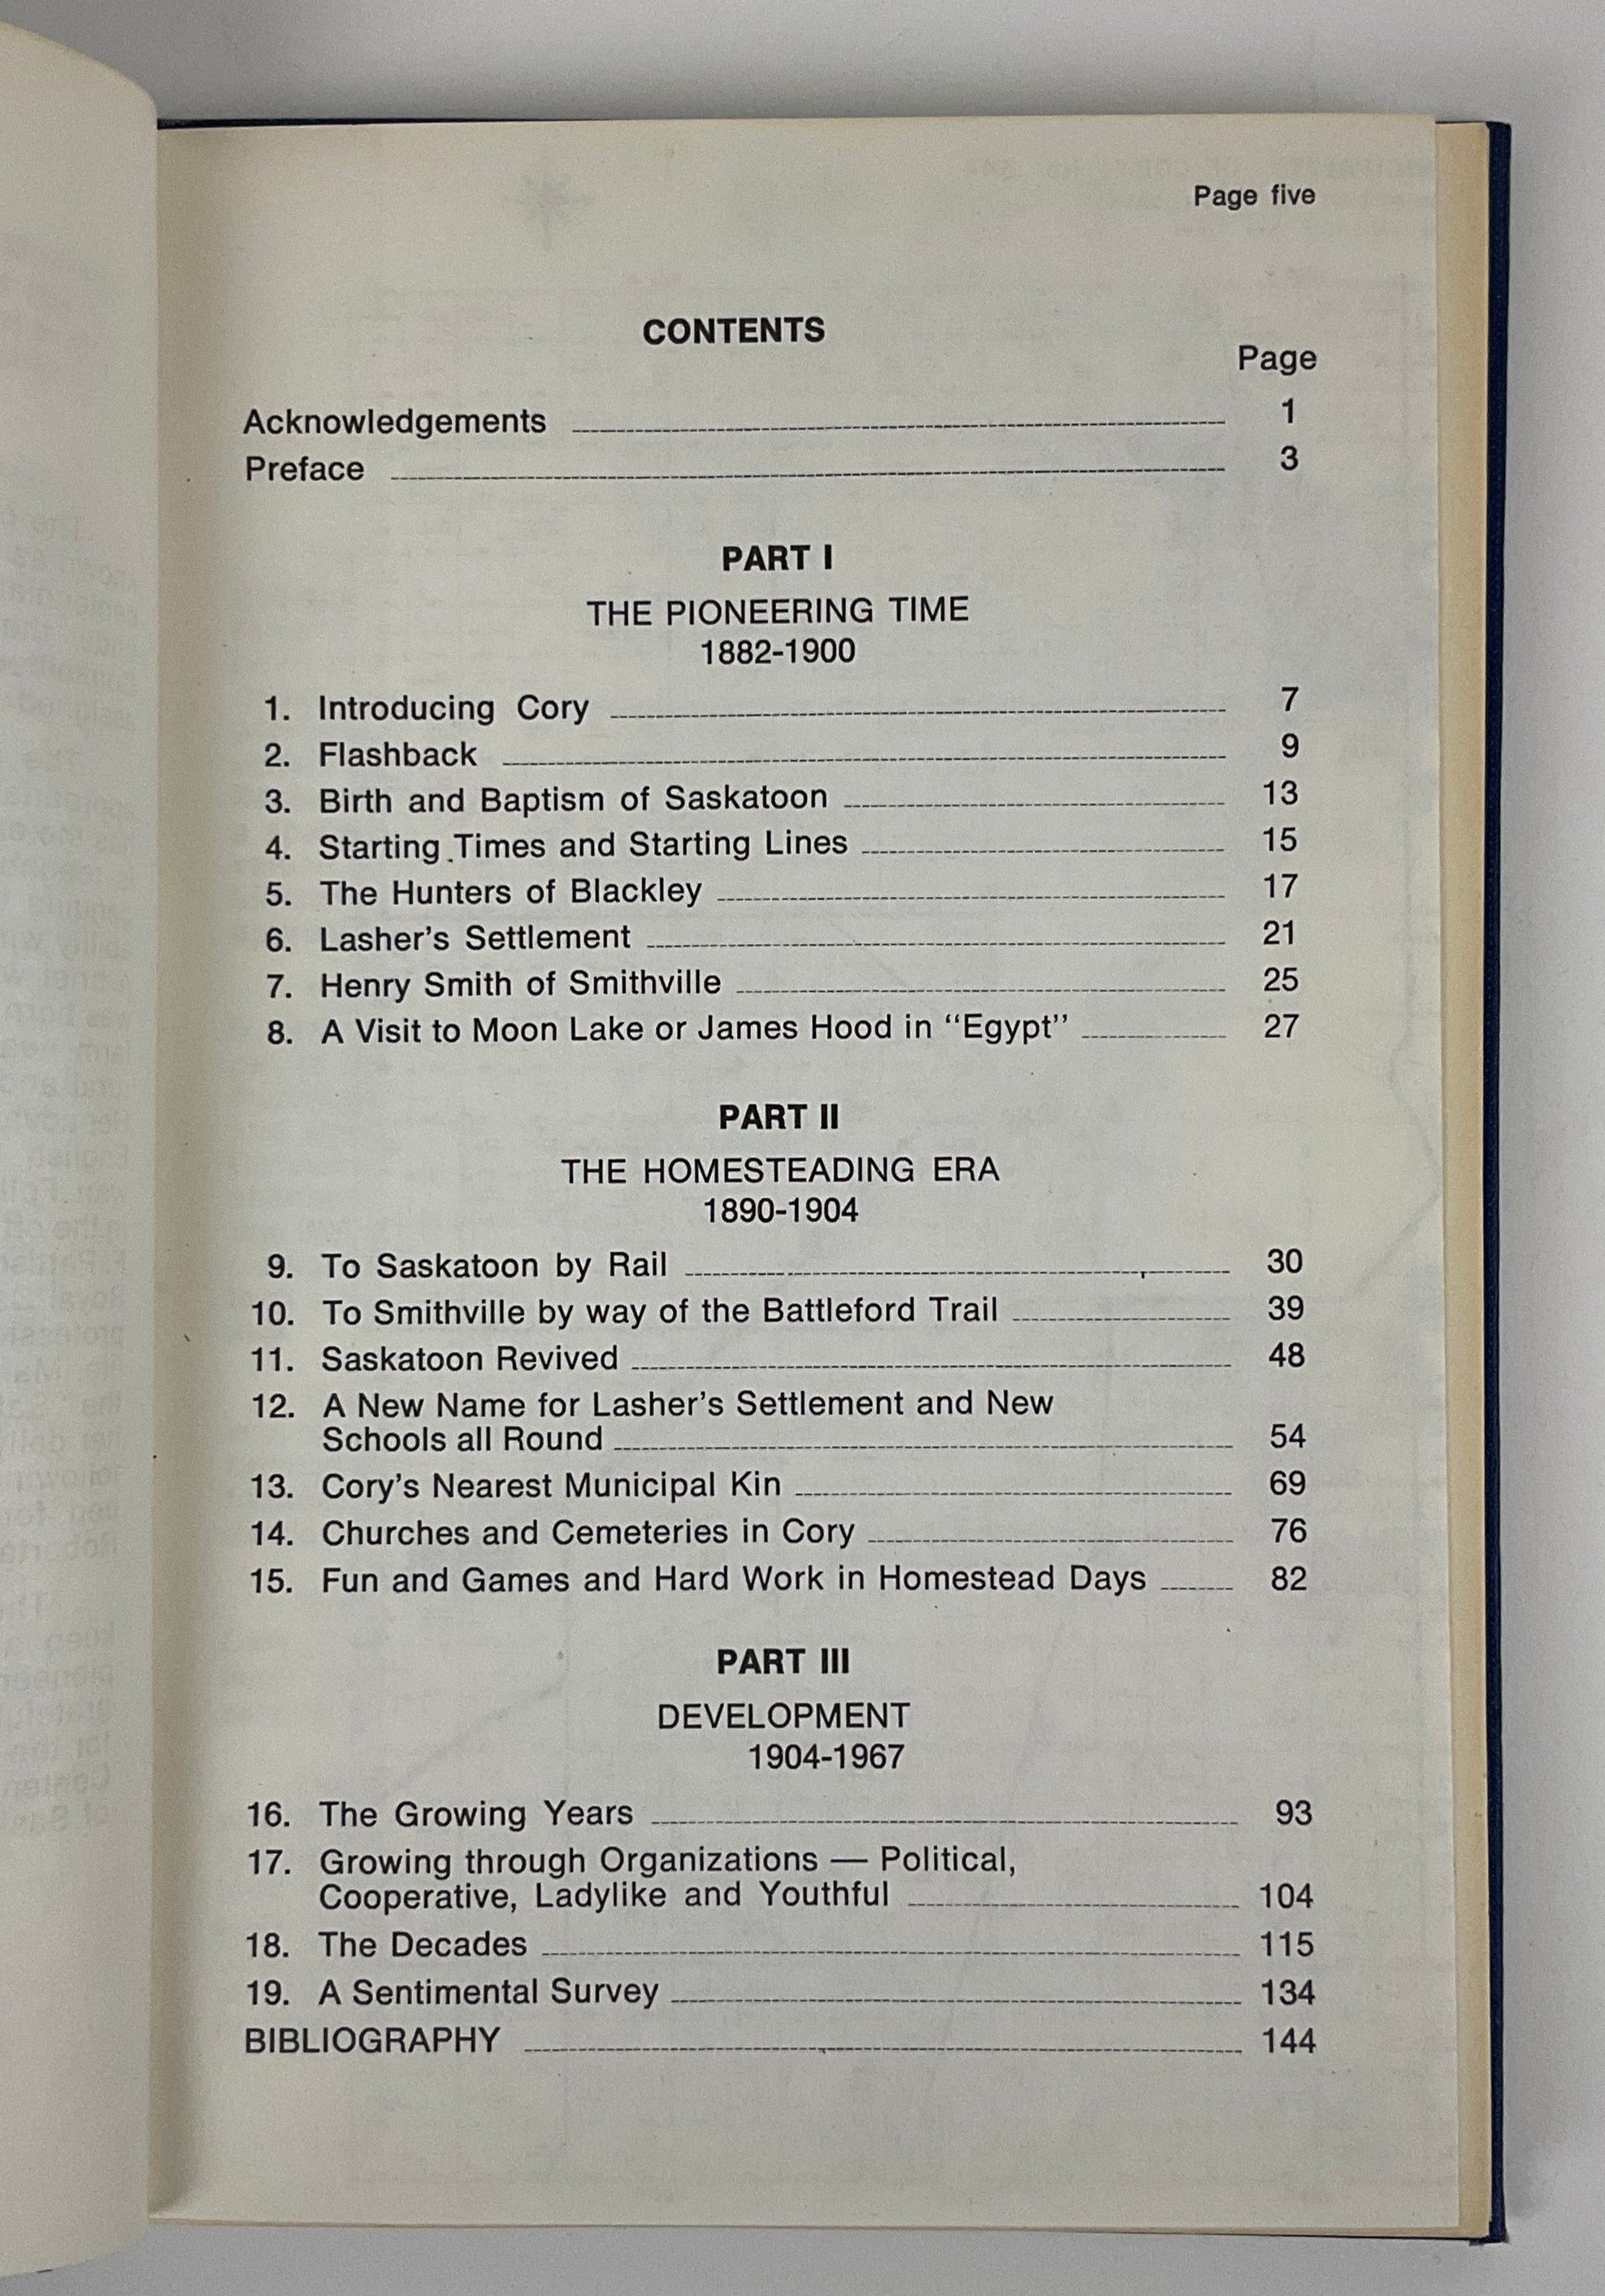 Page five
CONTENTS
Page
Acknowledgements 1
Preface 3
PART I
THE PIONEERING TIME
1882-1900
1. Introducing Cory 7
2. Flashback 9
3. Birth and Baptism of Saskatoon 13
4. Starting Times and Starting Lines 15
5. The Hunters of Blackley 17
6. Lasher's Settlement 21
7. Henry Smith of Smithville 25
8. A Visit to Moon Lake or James Hood in "Egypt" 27
PART II
THE HOMESTEADING ERA
1890-1904
9. To Saskatoon by Rail 30
10. To Smithville by way of the Battleford Trail 39
11. Saskatoon Revived 48
12. A New Name for Lasher's Settlement and New
Schools all Round 54
13. Cory's Nearest Municipal Kin 69
14. Churches and Cemeteries in Cory 76
15. Fun and Games and Hard Work in Homestead Days 82
PART III
DEVELOPMENT
1904-1967
16. The Growing Years 93
17. Growing through Organizations — Political,
Cooperative, Ladylike and Youthful 104
18. The Decades 115
19. A Sentimental Survey 134
BIBLIOGRAPHY 144